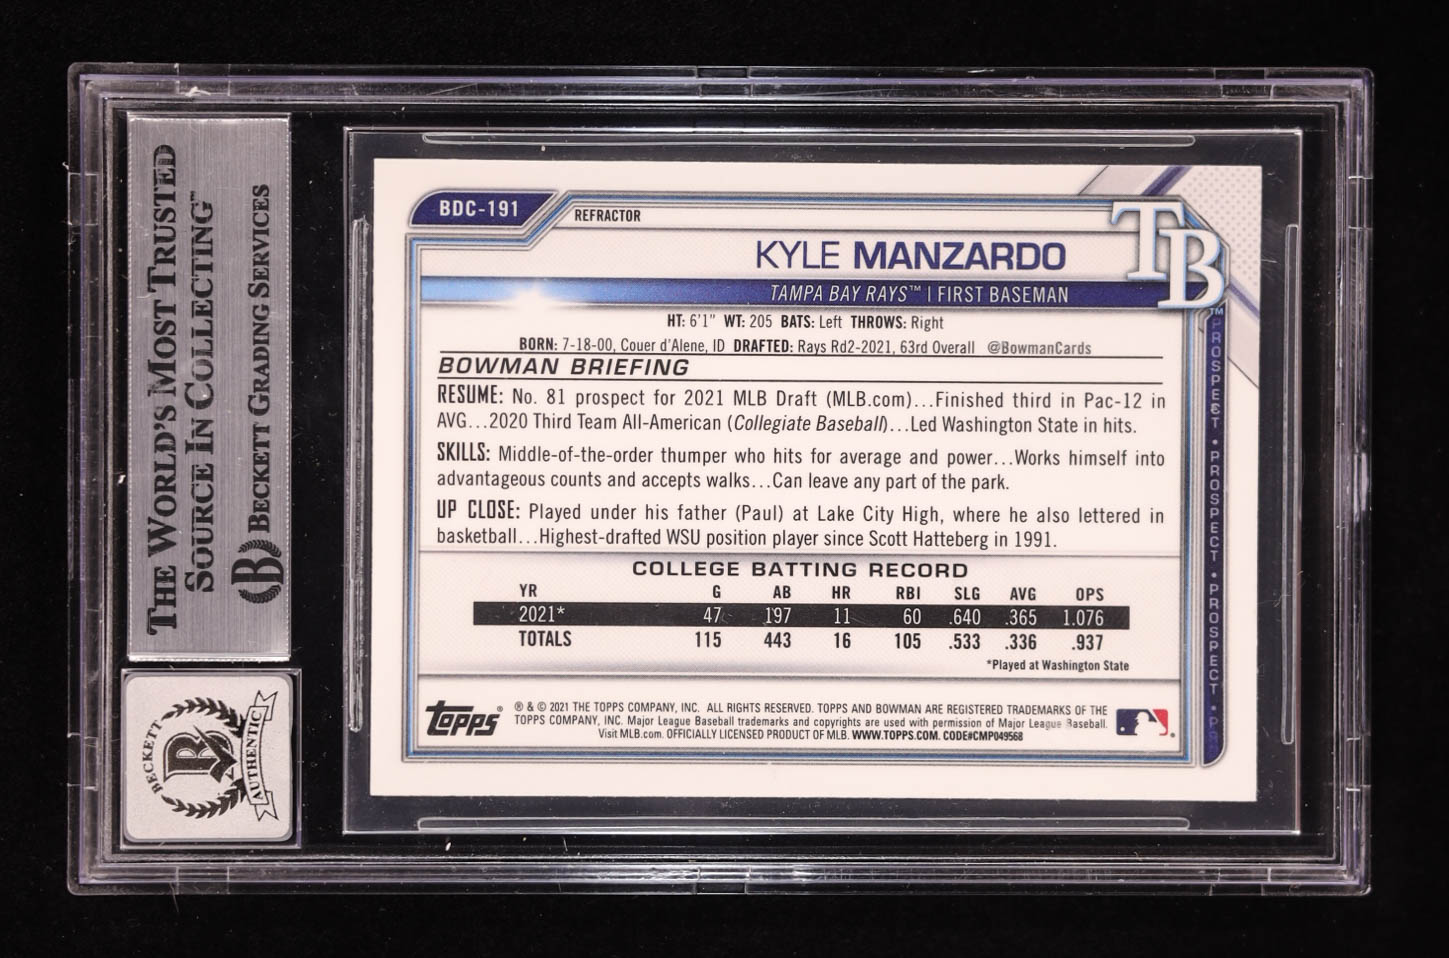 THE WORLD'S MOST TRUSTED
SOURCE IN COLLECTING™
BECKETT GRADING SERVICES
BECKETT
AUTHENTIC
BDC-191
REFRACTOR
KYLE MANZARDO
TAMPA BAY RAYS™ | FIRST BASEMAN
TB™
HT: 6'1" WT: 205 BATS: Left THROWS: Right
BORN: 7-18-00, Couer d'Alene, ID DRAFTED: Rays Rd2-2021, 63rd Overall @BowmanCards
BOWMAN BRIEFING
RESUME: No. 81 prospect for 2021 MLB Draft (MLB.com)...Finished third in Pac-12 in
AVG...2020 Third Team All-American (Collegiate Baseball)...Led Washington State in hits.
SKILLS: Middle-of-the-order thumper who hits for average and power...Works himself into
advantageous counts and accepts walks...Can leave any part of the park.
UP CLOSE: Played under his father (Paul) at Lake City High, where he also lettered in
basketball...Highest-drafted WSU position player since Scott Hatteberg in 1991.
COLLEGE BATTING RECORD
YR G AB HR RBI SLG AVG OPS
2021* 47 197 11 60 .640 .365 1.076
TOTALS 115 443 16 105 .533 .336 .937
*Played at Washington State
Topps®
® & © 2021 THE TOPPS COMPANY, INC. ALL RIGHTS RESERVED. TOPPS AND BOWMAN ARE REGISTERED TRADEMARKS OF THE
TOPPS COMPANY, INC. Major League Baseball trademarks and copyrights are used with permission of Major League Baseball.
Visit MLB.com. OFFICIALLY LICENSED PRODUCT OF MLB. WWW.TOPPS.COM. CODE#CMP049568
PROSPECT • PROSPECT • PROSPECT • PR